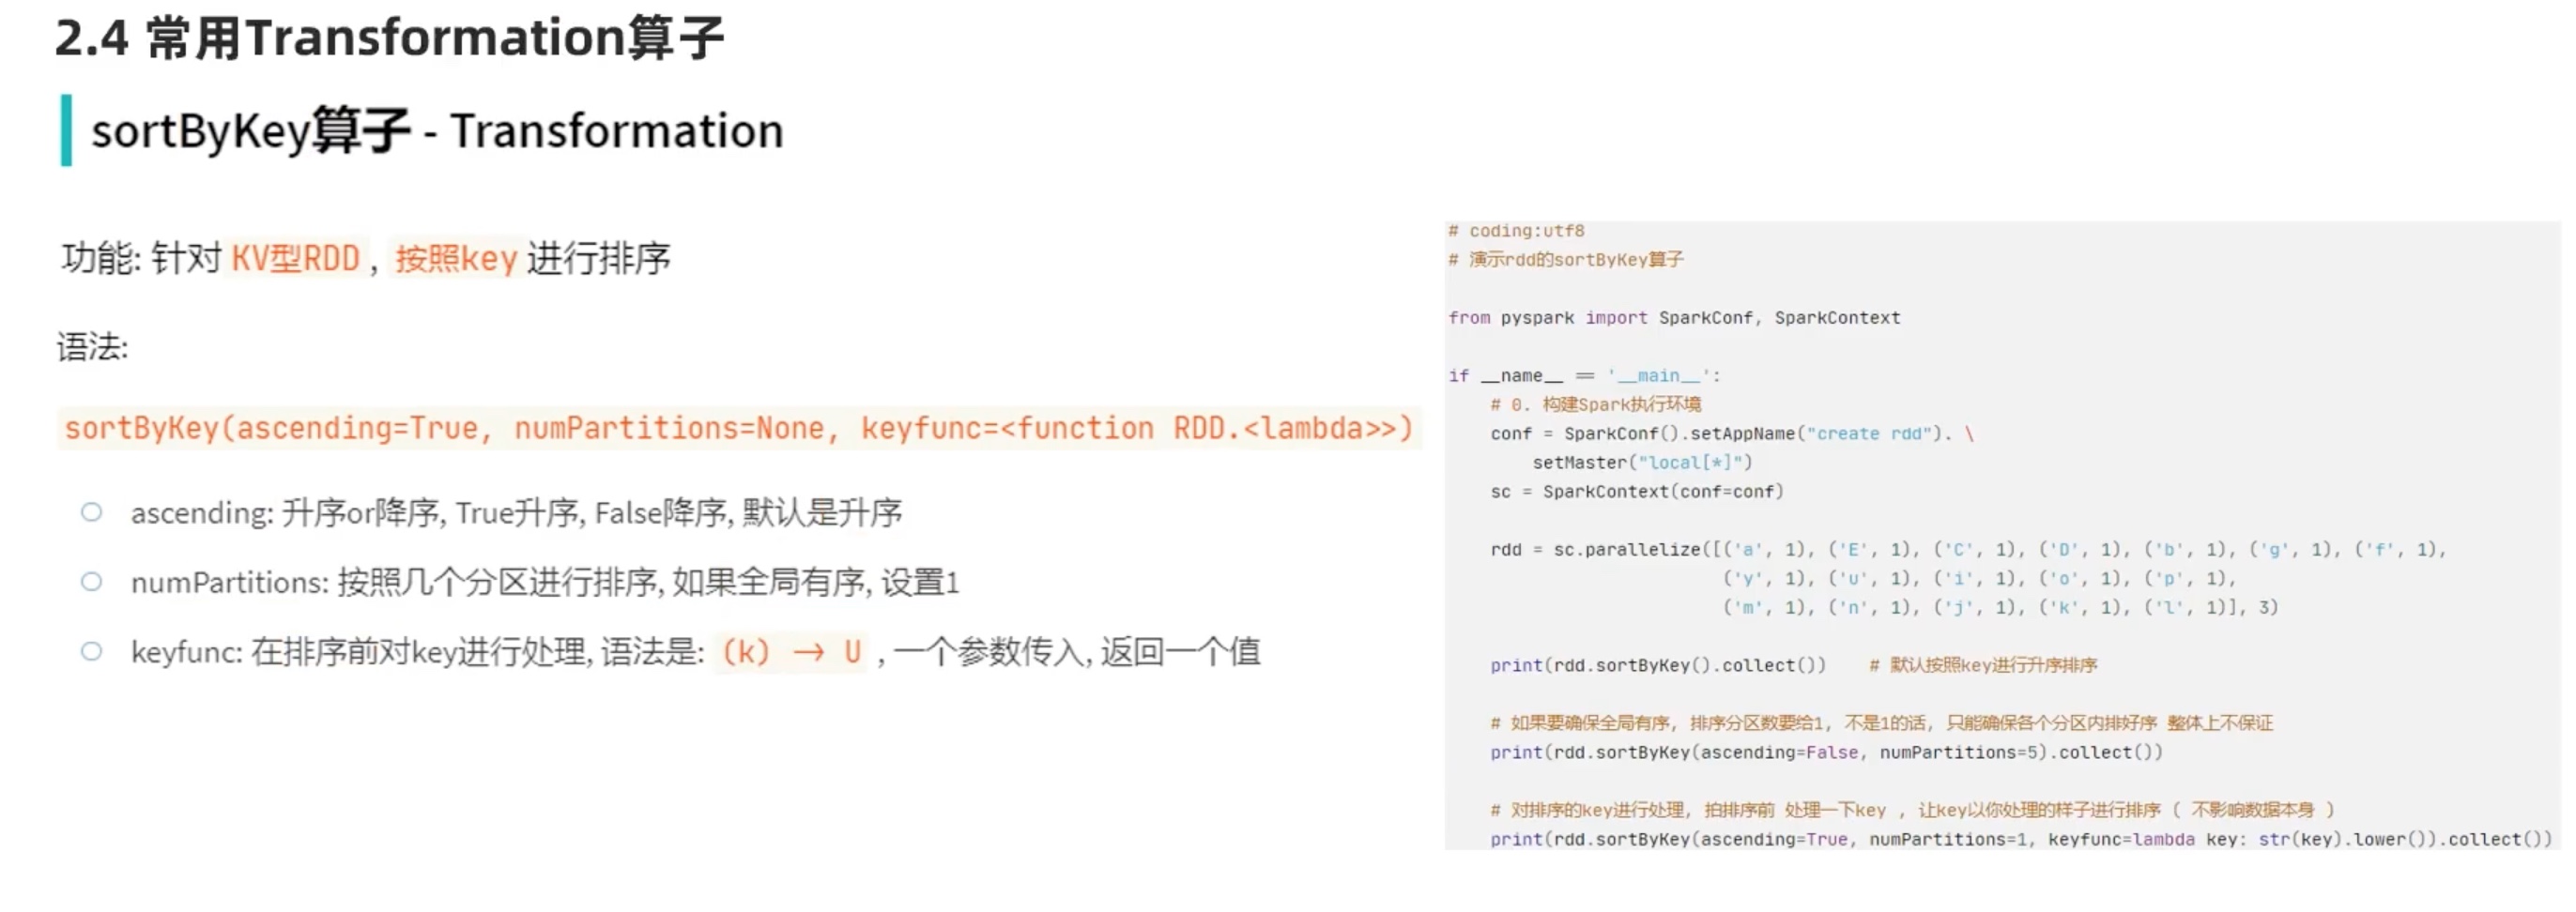 2.4 常用Transformation算子
sortByKey算子 - Transformation
功能: 针对 KV型RDD , 按照key 进行排序
语法:
sortByKey(ascending=True, numPartitions=None, keyfunc=<function RDD.<lambda>>)
ascending: 升序or降序, True升序, False降序, 默认是升序
numPartitions: 按照几个分区进行排序, 如果全局有序, 设置1
keyfunc: 在排序前对key进行处理, 语法是: (k) → U , 一个参数传入, 返回一个值
# coding:utf8
# 演示rdd的sortByKey算子
from pyspark import SparkConf, SparkContext
if __name__ == '__main__':
# 0. 构建Spark执行环境
conf = SparkConf().setAppName("create rdd"). \
setMaster("local[*]")
sc = SparkContext(conf=conf)
rdd = sc.parallelize([('a', 1), ('E', 1), ('C', 1), ('D', 1), ('b', 1), ('g', 1), ('f', 1),
('y', 1), ('u', 1), ('i', 1), ('o', 1), ('p', 1),
('m', 1), ('n', 1), ('j', 1), ('k', 1), ('l', 1)], 3)
print(rdd.sortByKey().collect()) # 默认按照key进行升序排序
# 如果要确保全局有序, 排序分区数要给1, 不是1的话, 只能确保各个分区内排好序 整体上不保证
print(rdd.sortByKey(ascending=False, numPartitions=5).collect())
# 对排序的key进行处理, 拍排序前 处理一下key , 让key以你处理的样子进行排序 ( 不影响数据本身 )
print(rdd.sortByKey(ascending=True, numPartitions=1, keyfunc=lambda key: str(key).lower()).collect())